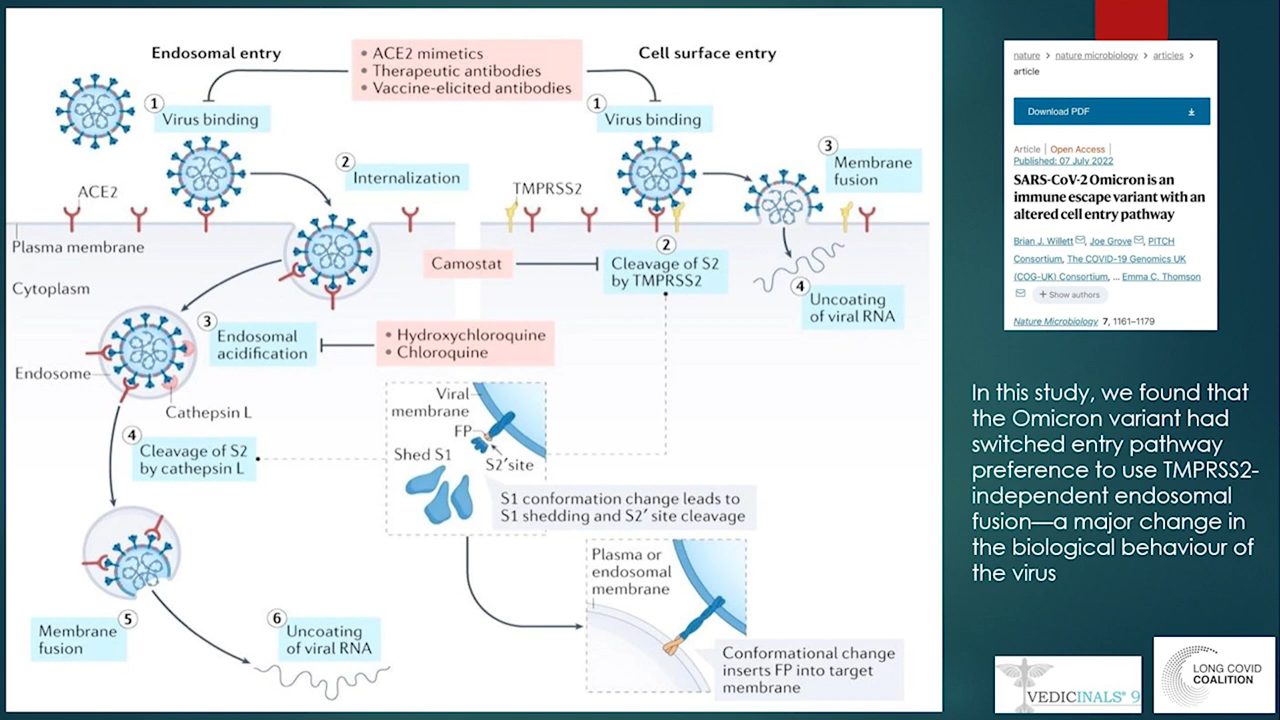 Endosomal entry
• ACE2 mimetics
• Therapeutic antibodies
• Vaccine-elicited antibodies
Cell surface entry
1
Virus binding
1
Virus binding
2
Internalization
3
Membrane
fusion
ACE2
TMPRSS2
Plasma membrane
Cytoplasm
Camostat
2
Cleavage of S2
by TMPRSS2
4
Uncoating
of viral RNA
3
Endosomal
acidification
• Hydroxychloroquine
• Chloroquine
Endosome
Cathepsin L
4
Cleavage of S2
by cathepsin L
Viral
membrane
FP
Shed S1
S2′site
S1 conformation change leads to
S1 shedding and S2′ site cleavage
Plasma or
endosomal
membrane
Conformational change
inserts FP into target
membrane
5
Membrane
fusion
6
Uncoating
of viral RNA
nature > nature microbiology > articles >
article
Download PDF
Article | Open Access |
Published: 07 July 2022
SARS-CoV-2 Omicron is an
immune escape variant with an
altered cell entry pathway
Brian J. Willett, Joe Grove, PITCH
Consortium, The COVID-19 Genomics UK
(COG-UK) Consortium, ... Emma C. Thomson
+ Show authors
Nature Microbiology 7, 1161–1179
In this study, we found that
the Omicron variant had
switched entry pathway
preference to use TMPRSS2-
independent endosomal
fusion—a major change in
the biological behaviour of
the virus
VEDICINALS® 9
LONG COVID
COALITION